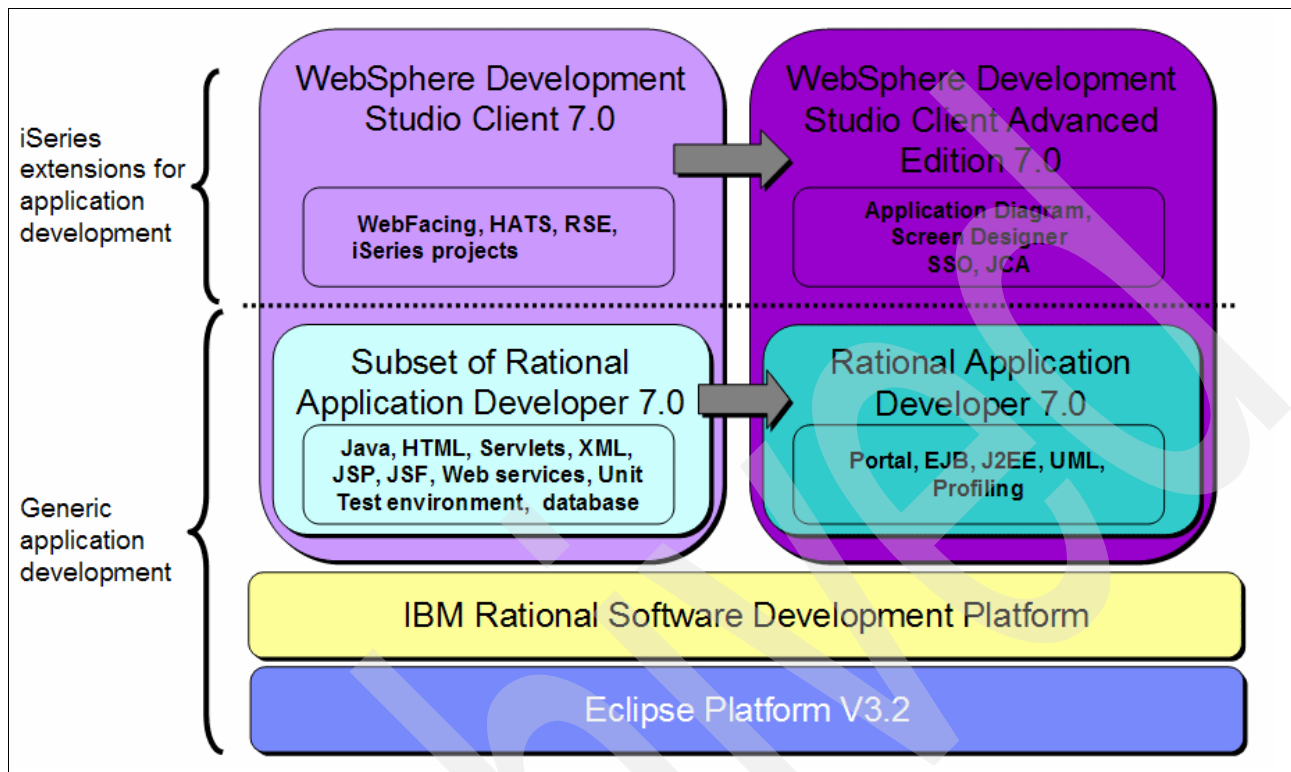 WebSphere Development
Studio Client 7.0
WebSphere Development
Studio Client Advanced
Edition 7.0
iSeries
extensions for
application
development
WebFacing, HATS, RSE,
iSeries projects
Application Diagram,
Screen Designer
SSO, JCA
Subset of Rational
Application Developer 7.0
Java, HTML, Servlets, XML,
JSP, JSF, Web services, Unit
Test environment, database
Rational Application
Developer 7.0
Portal, EJB, J2EE, UML,
Profiling
Generic
application
development
IBM Rational Software Development Platform
Eclipse Platform V3.2